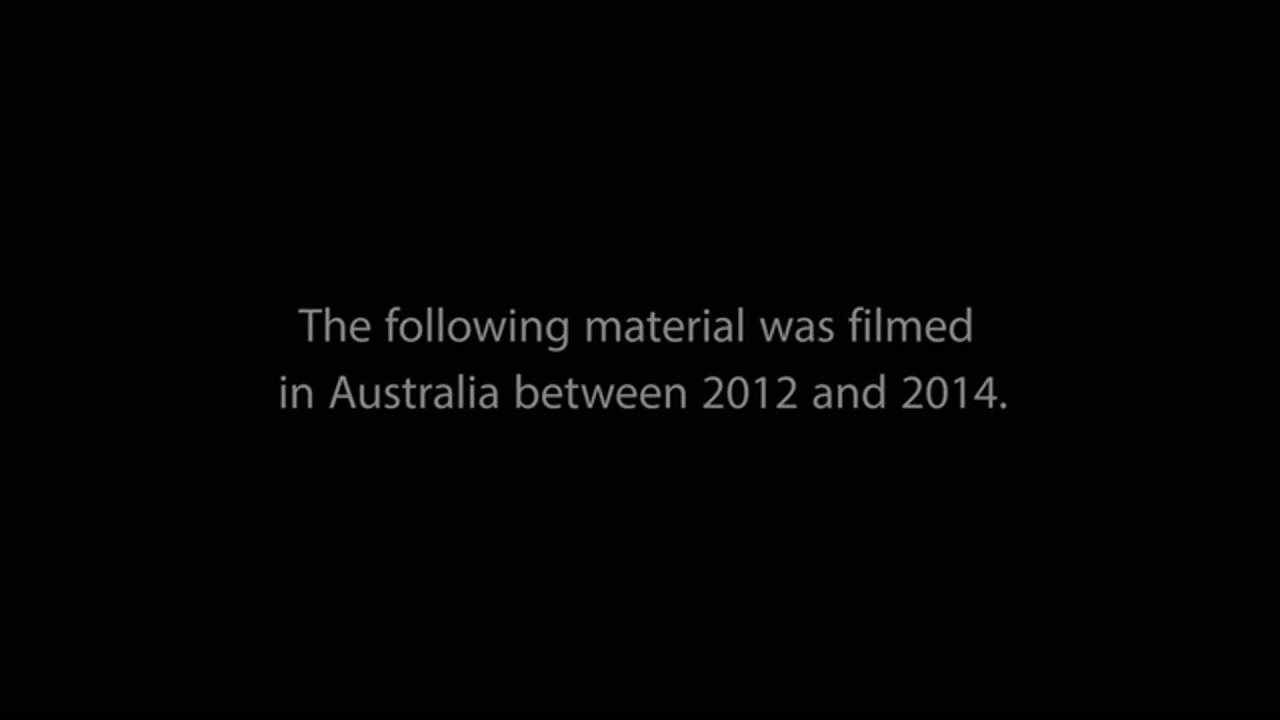 The following material was filmed
in Australia between 2012 and 2014.